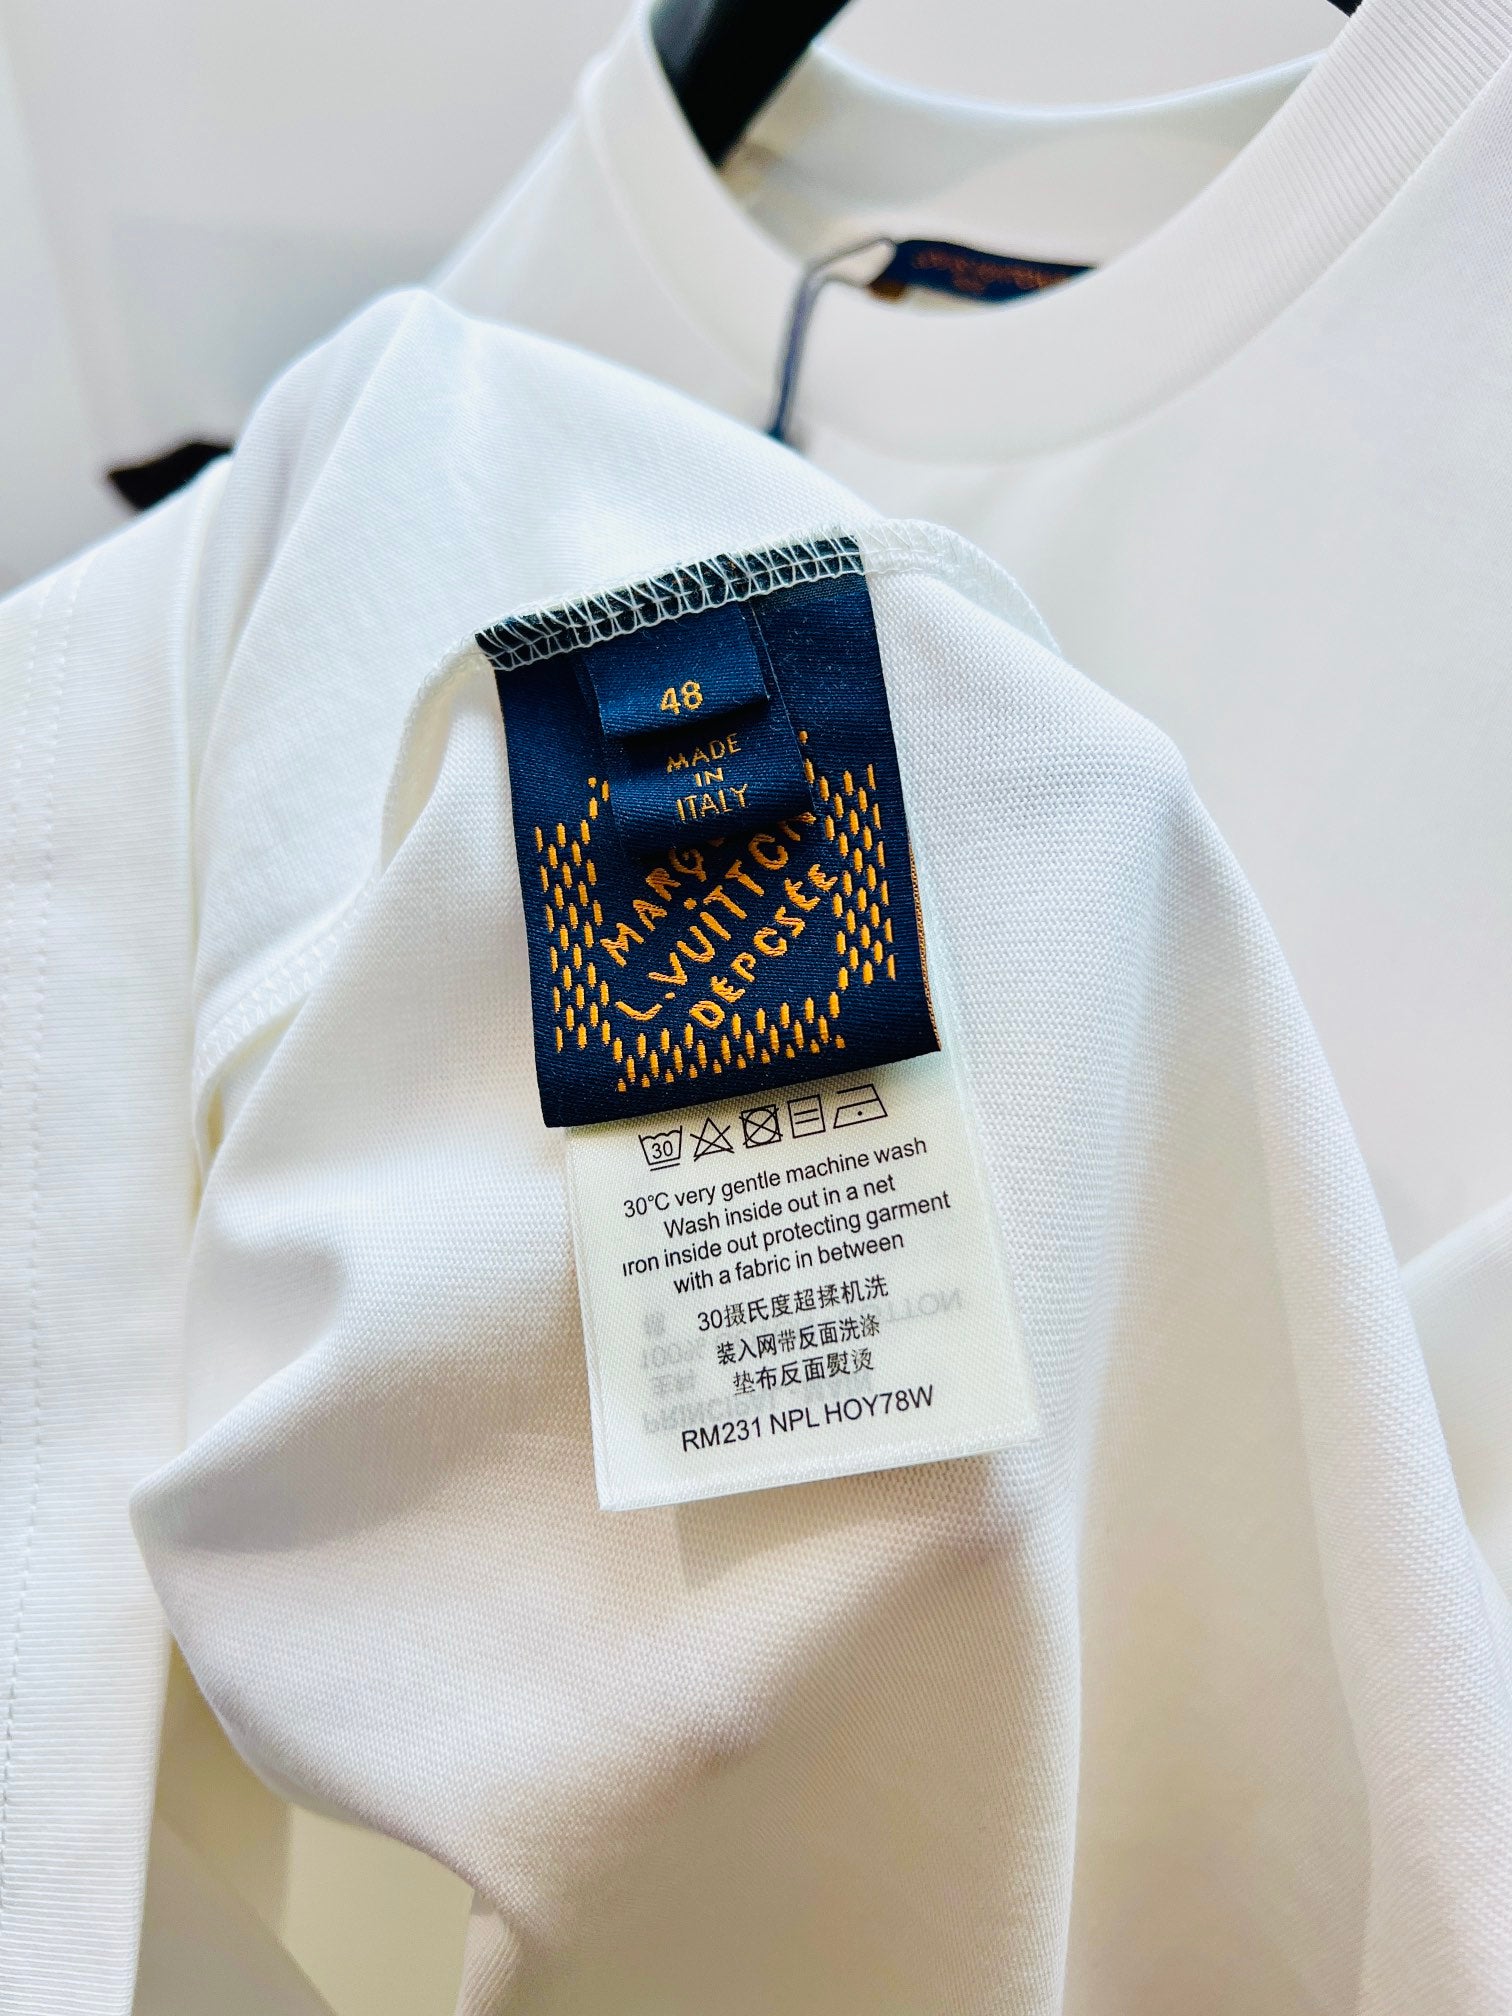 48
MADE
IN
ITALY
L.VUITTON
DÉPOSÉE
30
30°C very gentle machine wash
Wash inside out in a net
Iron inside out protecting garment
with a fabric in between
30摄氏度超揉机洗
装入网带反面洗涤
垫布反面熨烫
RM231 NPL HOY78W